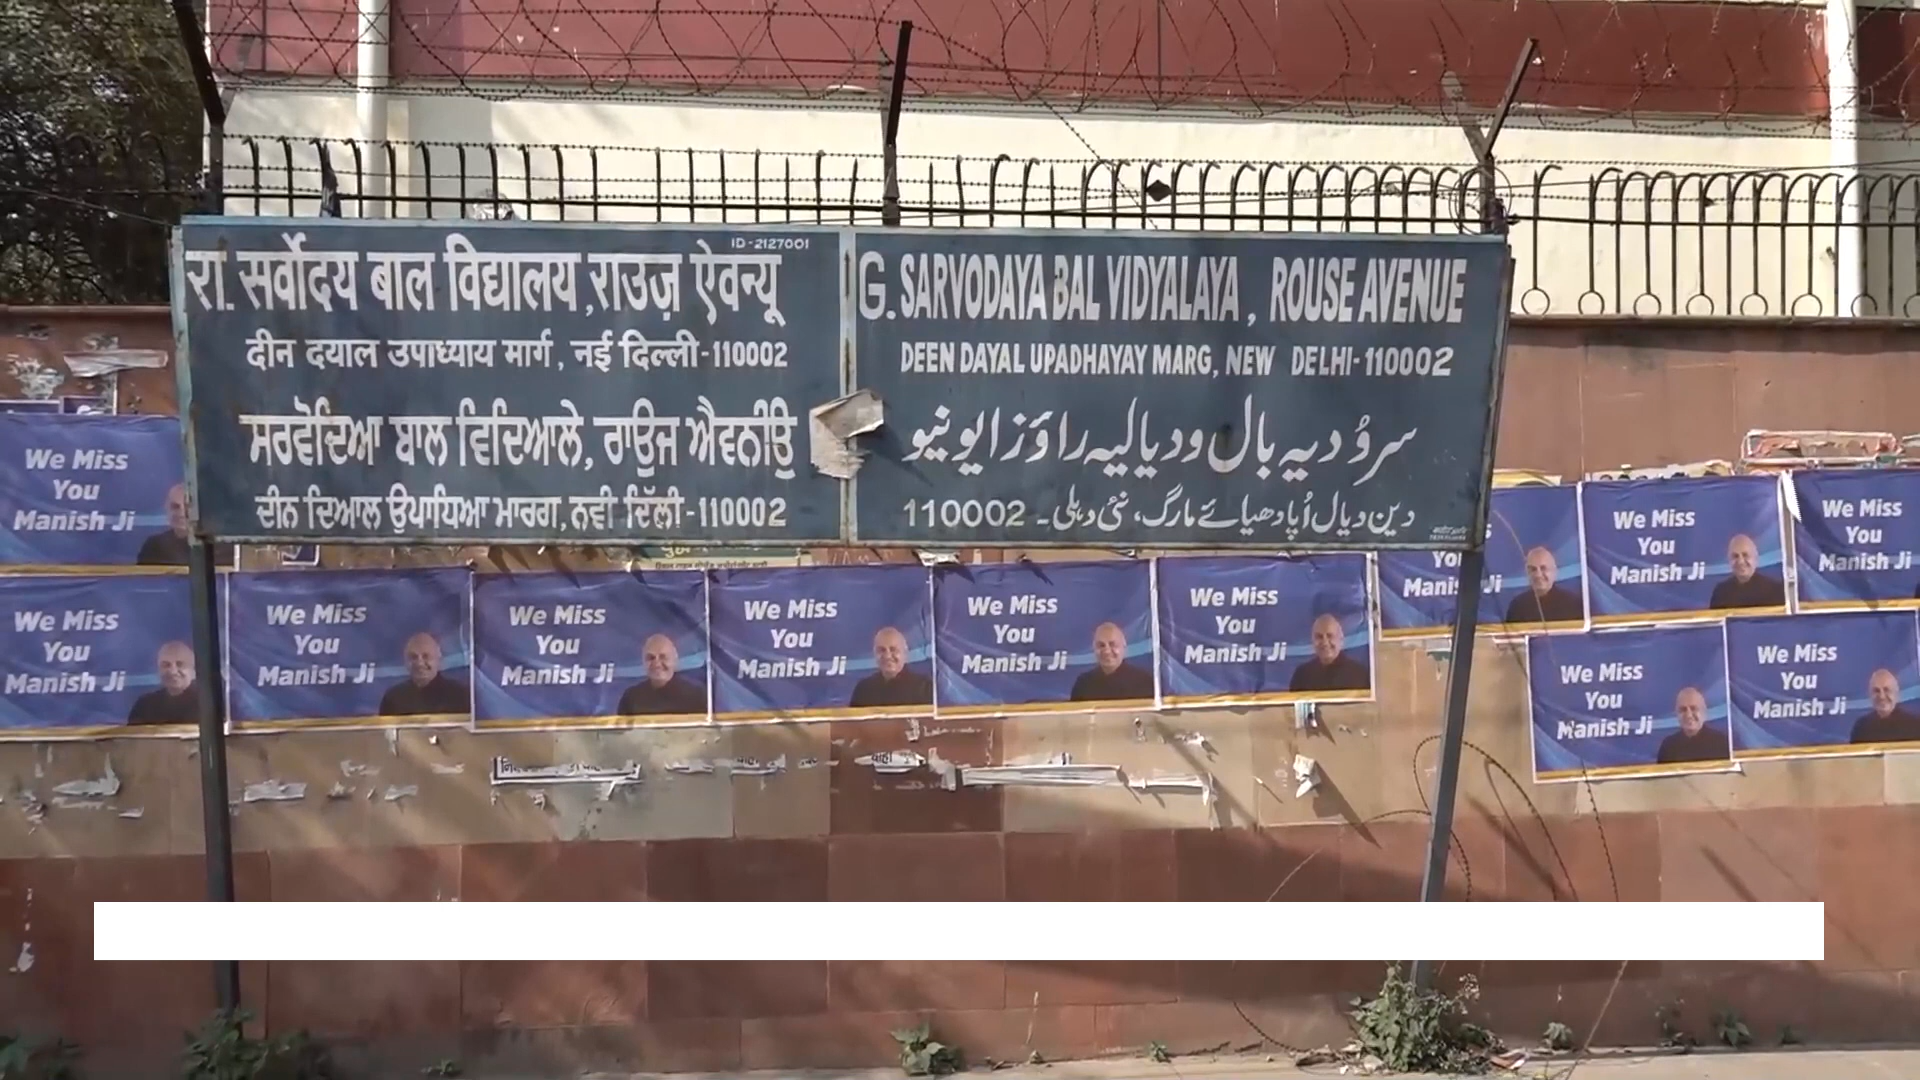 ID-2127001
रा. सर्वोदय बाल विद्यालय, राउज़ ऐवन्यू
दीन दयाल उपाध्याय मार्ग, नई दिल्ली-110002
ਸਰਵੋਦਿਆ ਬਾਲ ਵਿਦਿਆਲੇ, ਰਾਊਜ ਐਵਨੀਊ
ਦੀਨ ਦਿਆਲ ਉਪਾਧਿਆ ਮਾਰਗ, ਨਵੀ ਦਿੱਲੀ-110002
G. SARVODAYA BAL VIDYALAYA, ROUSE AVENUE
DEEN DAYAL UPADHAYAY MARG, NEW DELHI-110002
سروُدیہ بال ودیالیہ راؤز ایونیو
دین دیال اُپادھیائے مارگ، نئی دہلی۔ 110002
We Miss
You
Manish Ji
We Miss
You
Manish Ji
We Miss
You
Manish Ji
We Miss
You
Manish Ji
We Miss
You
Manish Ji
We Miss
You
Manish Ji
We Miss
You
Manish Ji
You
Manish Ji
We Miss
You
Manish Ji
We Miss
You
Manish Ji
We Miss
You
Manish Ji
We Miss
You
Manish Ji